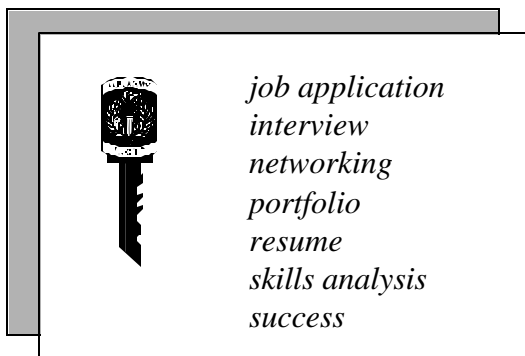 job application
interview
networking
portfolio
resume
skills analysis
success